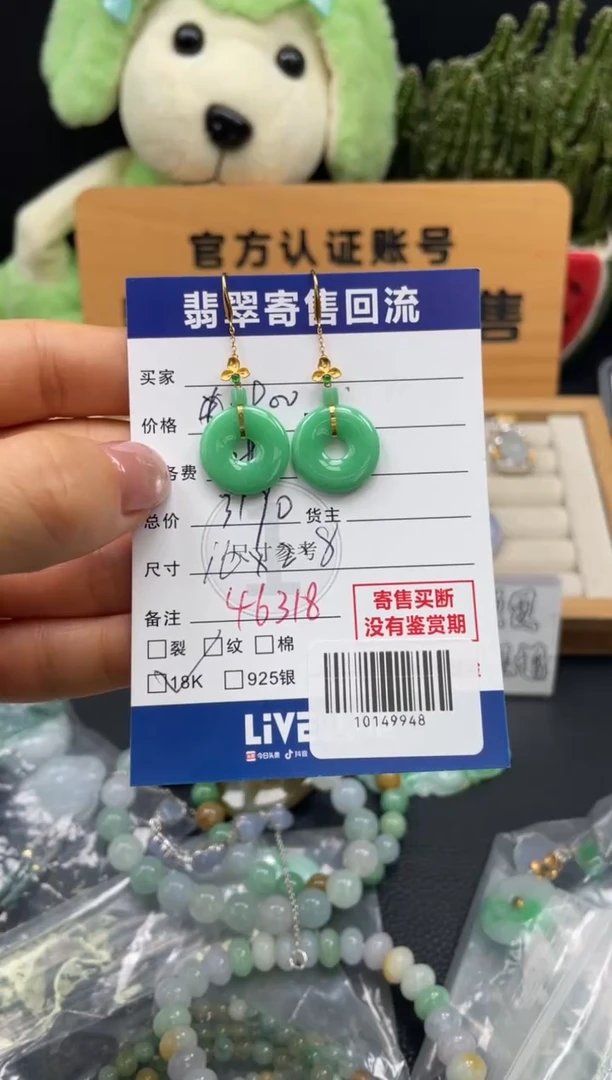 官方认证账号
售
翡翠寄售回流
买家
价格
务费
总价 3190 货主
尺寸
尺寸参考
备注 46318
寄售买断
没有鉴赏期
裂 纹 棉
18K 925银
10149948
LiVE
今日头条 抖音